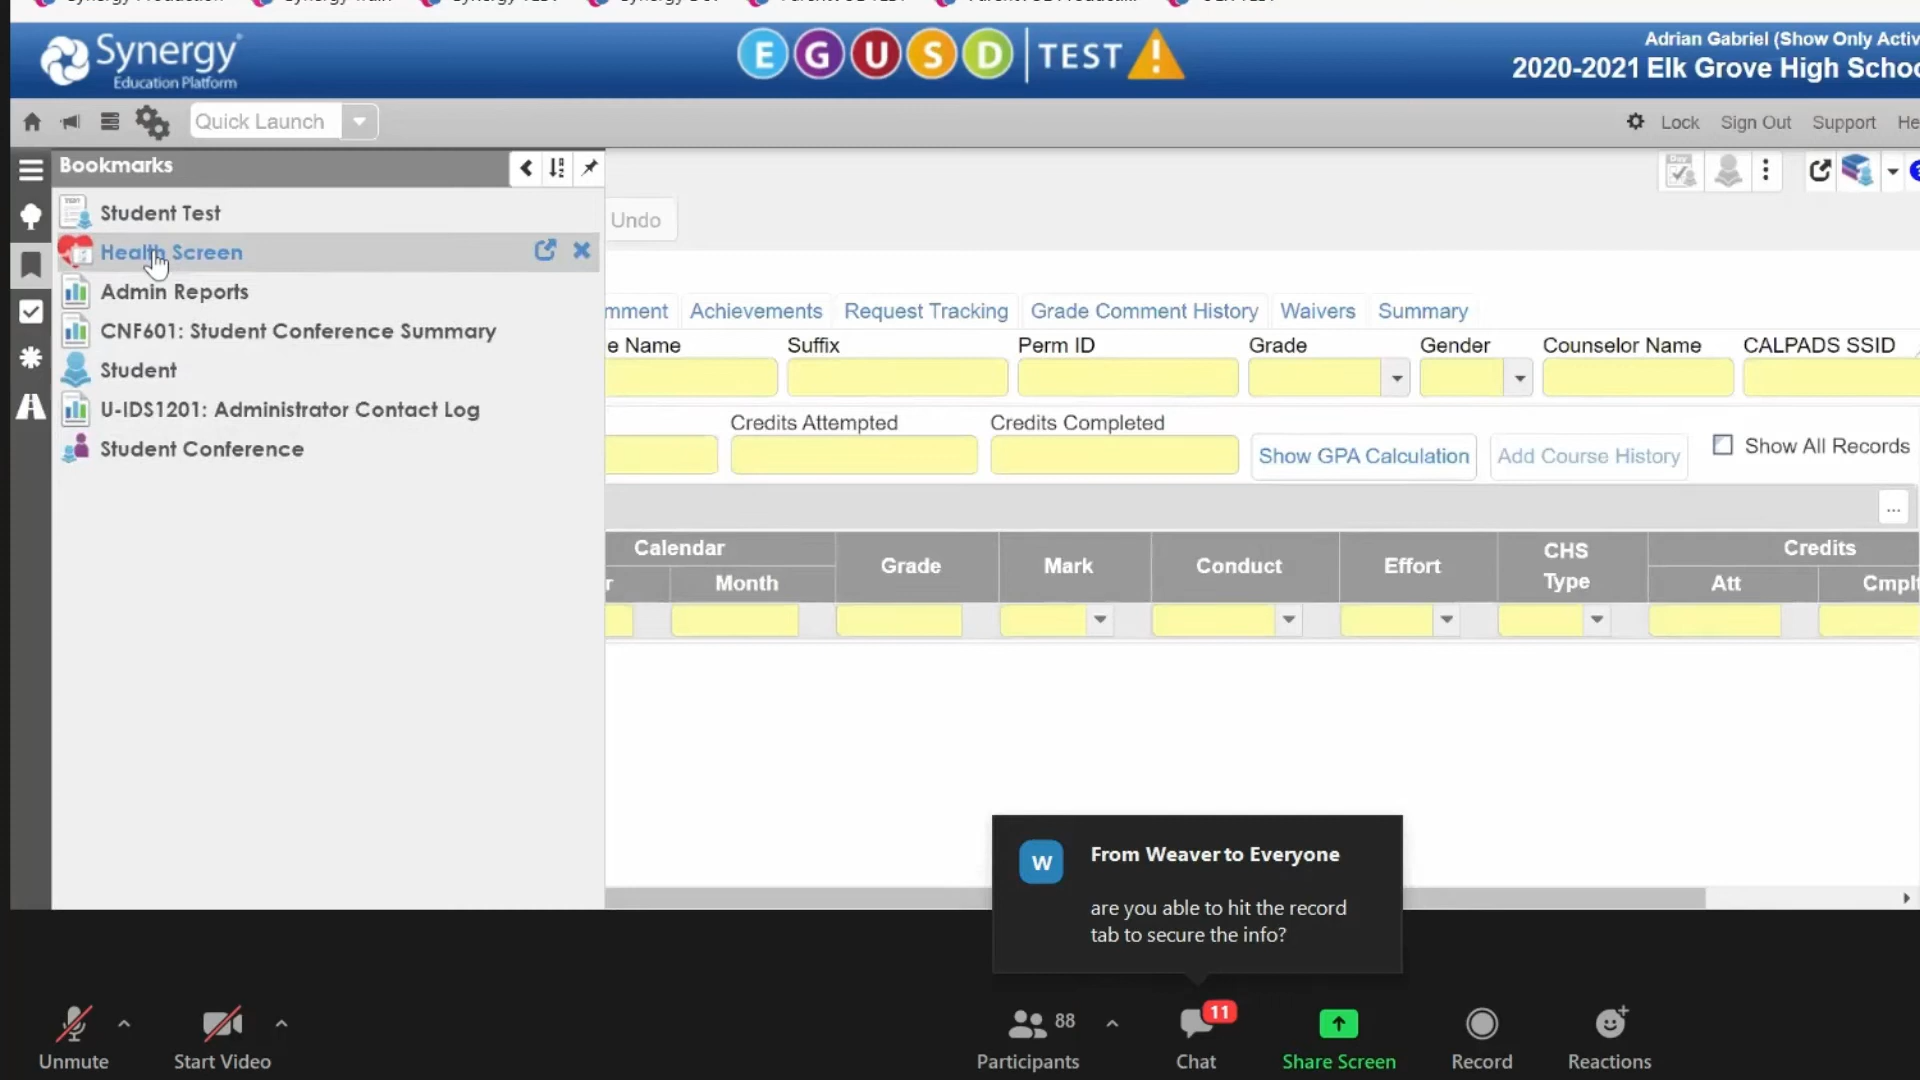 Synergy
Education Platform
EGUSD TEST
Adrian Gabriel (Show Only Activ
2020-2021 Elk Grove High Schoo
Quick Launch
Lock Sign Out Support He
Bookmarks
Student Test
Health Screen
Admin Reports
CNF601: Student Conference Summary
Student
U-IDS1201: Administrator Contact Log
Student Conference
Undo
mment Achievements Request Tracking Grade Comment History Waivers Summary
e Name Suffix Perm ID Grade Gender Counselor Name CALPADS SSID
Credits Attempted Credits Completed
Show GPA Calculation Add Course History Show All Records
...
Calendar Grade Mark Conduct Effort CHS Type Credits
r Month Att Cmplt
W
From Weaver to Everyone
are you able to hit the record
tab to secure the info?
88
11
Unmute Start Video Participants Chat Share Screen Record Reactions